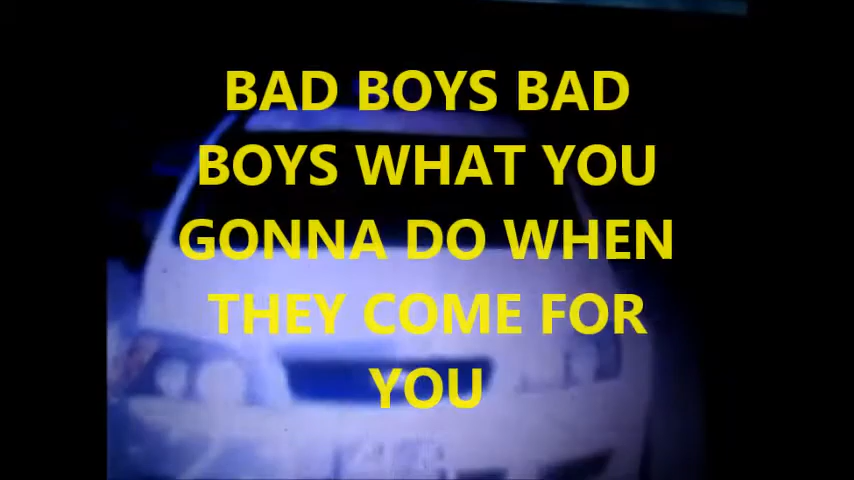 BAD BOYS BAD
BOYS WHAT YOU
GONNA DO WHEN
THEY COME FOR
YOU